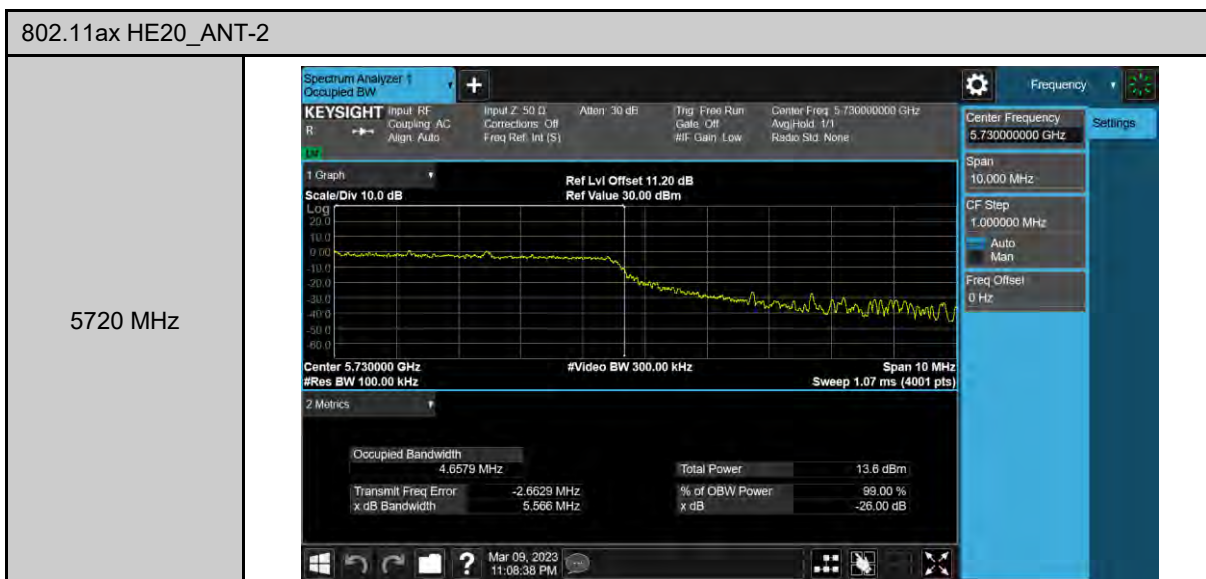 802.11ax HE20_ANT-2
5720 MHz
Spectrum Analyzer 1
Occupied BW
+
Frequency
KEYSIGHT
R
Input: RF
Coupling: AC
Align: Auto
Input Z: 50 Ω
Corrections: Off
Freq Ref: Int (S)
Atten: 30 dB
Trig: Free Run
Gate: Off
#IF Gain: Low
Center Freq: 5.730000000 GHz
Avg|Hold: 1/1
Radio Std: None
Center Frequency
5.730000000 GHz
Settings
Span
10.000 MHz
CF Step
1.000000 MHz
Auto
Man
Freq Offset
0 Hz
1 Graph
Scale/Div 10.0 dB
Ref Lvl Offset 11.20 dB
Ref Value 30.00 dBm
Log
20.0
10.0
0.00
-10.0
-20.0
-30.0
-40.0
-50.0
-60.0
Center 5.730000 GHz
#Video BW 300.00 kHz
Span 10 MHz
#Res BW 100.00 kHz
Sweep 1.07 ms (4001 pts)
2 Metrics
Occupied Bandwidth
4.6579 MHz
Total Power 13.6 dBm
Transmit Freq Error -2.6629 MHz
% of OBW Power 99.00 %
x dB Bandwidth 5.566 MHz
x dB -26.00 dB
?
Mar 09, 2023
11:08:38 PM